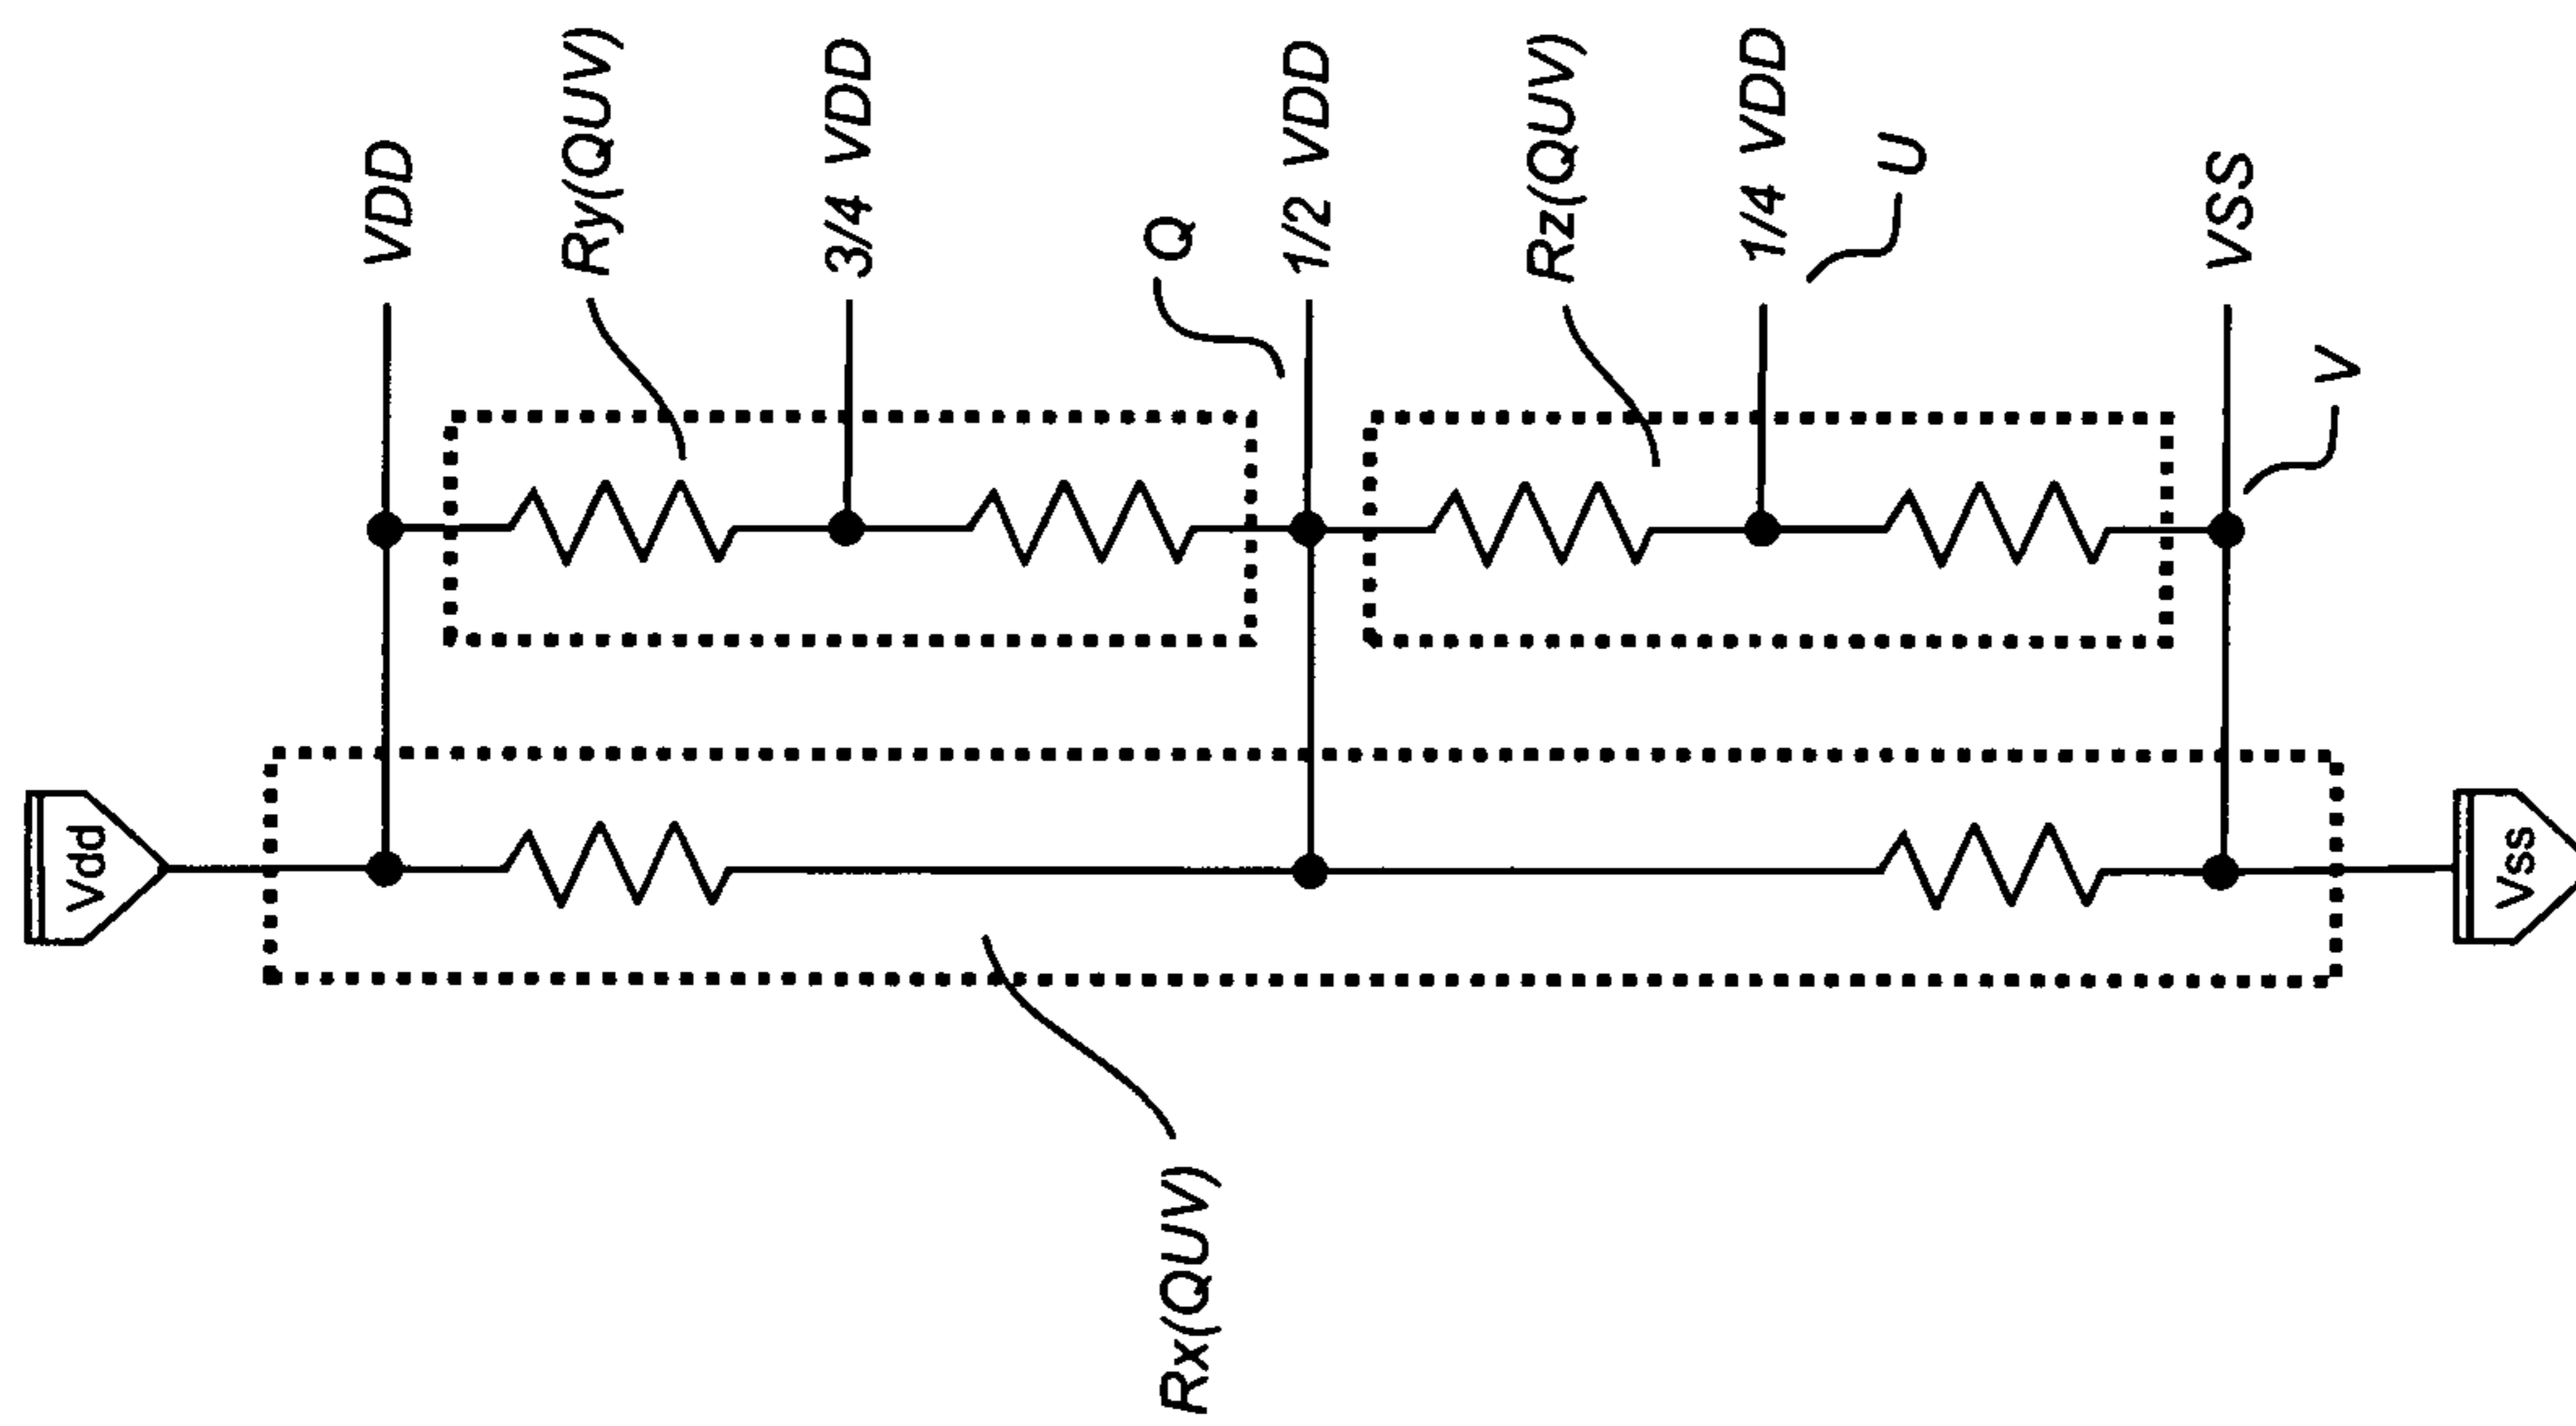 Vdd
VDD
Ry(QUV)
3/4 VDD
Q
1/2 VDD
Rz(QUV)
1/4 VDD
U
VSS
V
Vss
Rx(QUV)